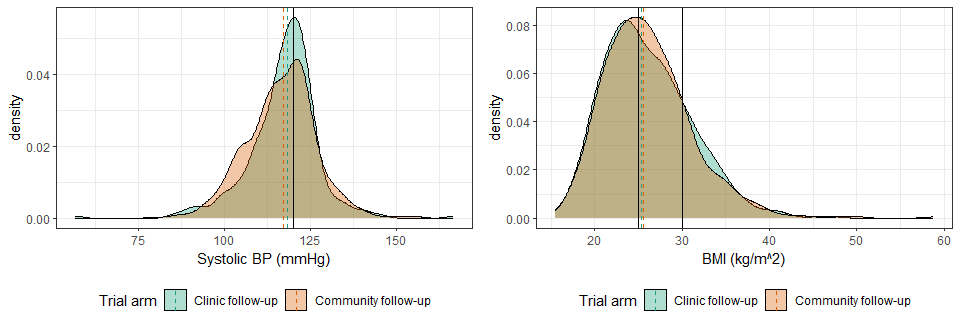 density
0.04
0.02
0.00
75 100 125 150
Systolic BP (mmHg)
Trial arm Clinic follow-up Community follow-up
density
0.08
0.06
0.04
0.02
0.00
20 30 40 50 60
BMI (kg/m^2)
Trial arm Clinic follow-up Community follow-up